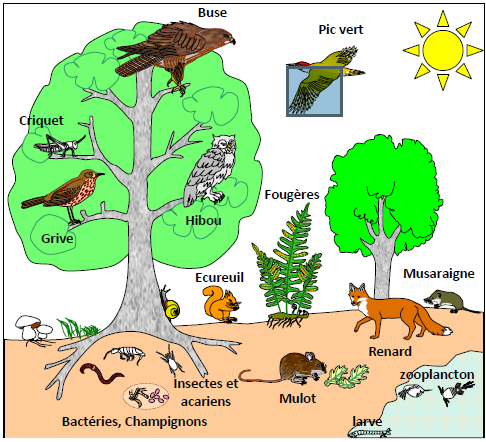 Buse
Pic vert
Criquet
Fougères
Hibou
Grive
Ecureuil
Musaraigne
Renard
zooplancton
Insectes et
acariens
Mulot
Bactéries, Champignons
larve